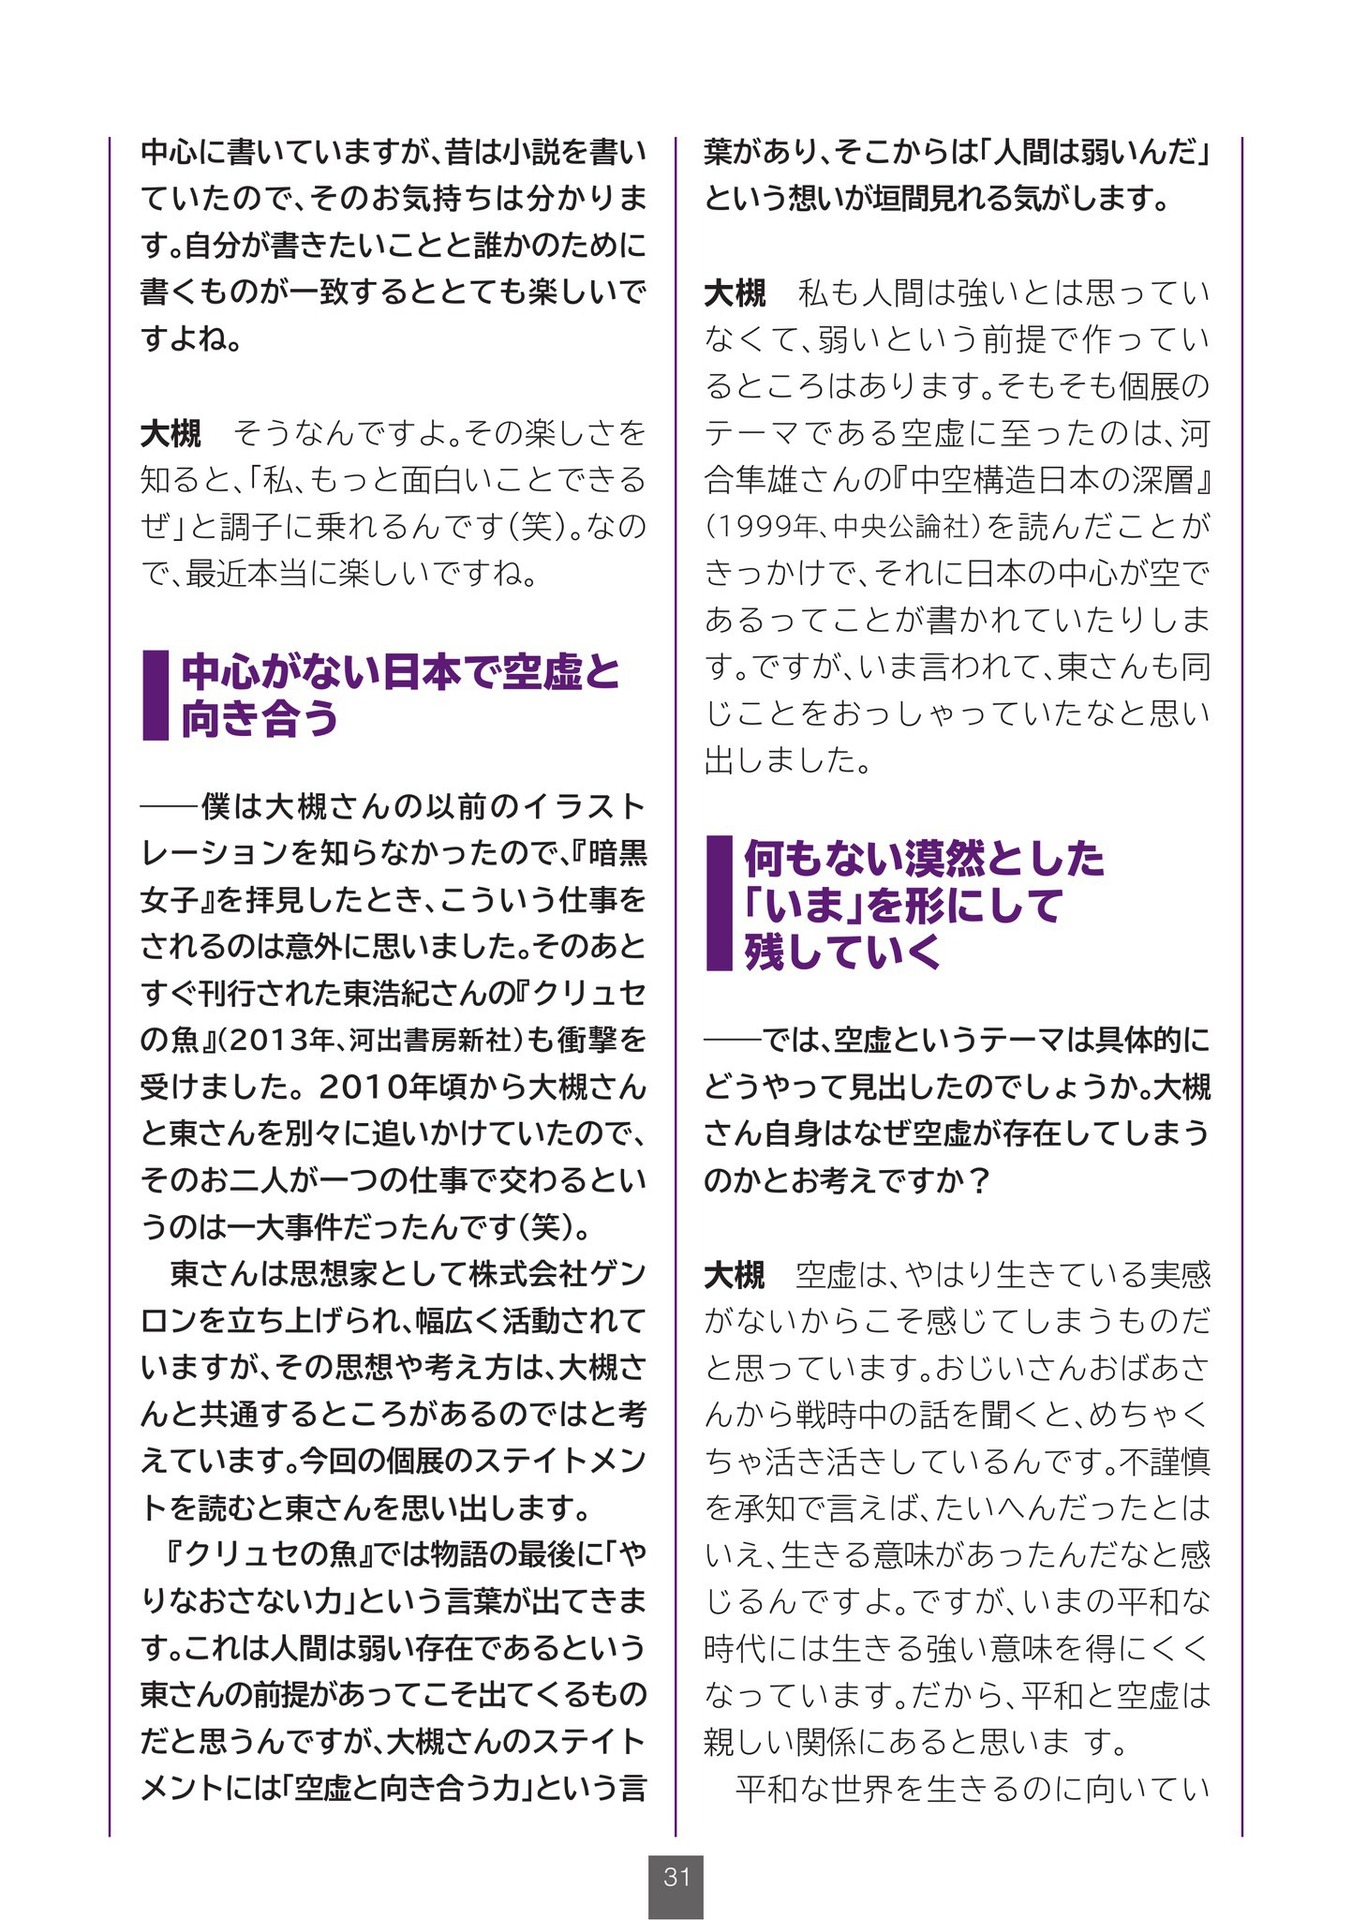 中心に書いていますが、昔は小説を書い
ていたので、そのお気持ちは分かりま
す。自分が書きたいことと誰かのために
書くものが一致するととても楽しいで
すよね。
大槻　そうなんですよ。その楽しさを
知ると、「私、もっと面白いことできる
ぜ」と調子に乗れるんです（笑）。なの
で、最近本当に楽しいですね。
中心がない日本で空虚と
向き合う
――僕は大槻さんの以前のイラスト
レーションを知らなかったので、『暗黒
女子』を拝見したとき、こういう仕事を
されるのは意外に思いました。そのあと
すぐ刊行された東浩紀さんの『クリュセ
の魚』（2013年、河出書房新社）も衝撃を
受けました。2010年頃から大槻さん
と東さんを別々に追いかけていたので、
そのお二人が一つの仕事で交わるとい
うのは一大事件だったんです（笑）。
　東さんは思想家として株式会社ゲン
ロンを立ち上げられ、幅広く活動されて
いますが、その思想や考え方は、大槻さ
んと共通するところがあるのではと考
えています。今回の個展のステイトメン
トを読むと東さんを思い出します。
　『クリュセの魚』では物語の最後に「や
りなおさない力」という言葉が出てきま
す。これは人間は弱い存在であるという
東さんの前提があってこそ出てくるもの
だと思うんですが、大槻さんのステイト
メントには「空虚と向き合う力」という言
葉があり、そこからは「人間は弱いんだ」
という想いが垣間見れる気がします。
大槻　私も人間は強いとは思ってい
なくて、弱いという前提で作ってい
るところはあります。そもそも個展の
テーマである空虚に至ったのは、河
合隼雄さんの『中空構造日本の深層』
（1999年、中央公論社）を読んだことが
きっかけで、それに日本の中心が空で
あるってことが書かれていたりしま
す。ですが、いま言われて、東さんも同
じことをおっしゃっていたなと思い
出しました。
何もない漠然とした
「いま」を形にして
残していく
――では、空虚というテーマは具体的に
どうやって見出したのでしょうか。大槻
さん自身はなぜ空虚が存在してしまう
のかとお考えですか？
大槻　空虚は、やはり生きている実感
がないからこそ感じてしまうものだ
と思っています。おじいさんおばあさ
んから戦時中の話を聞くと、めちゃく
ちゃ活き活きしているんです。不謹慎
を承知で言えば、たいへんだったとは
いえ、生きる意味があったんだなと感
じるんですよ。ですが、いまの平和な
時代には生きる強い意味を得にくく
なっています。だから、平和と空虚は
親しい関係にあると思いま す。
　平和な世界を生きるのに向いてい
31